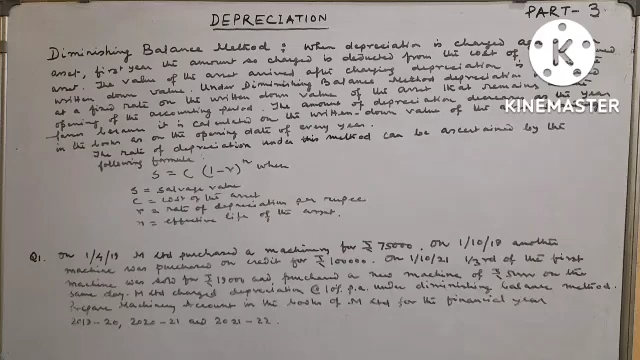 DEPRECIATION
PART-3
Diminishing Balance Method : When depreciation is charged
asset, first year the amount so charged is deducted from the cost of
asset. The value of the asset arrived after charging depreciation is
written down value. Under Diminishing Balance Method depreciation
at a fixed rate on the written down value of the asset that remains
opening of the accounting period. The amount of depreciation decrease as the year
because it is calculated on the written-down value of the
in the books as on the opening date of every year.
The rate of depreciation under this method can be ascertained by the
following formula :
S = C (1-r)ⁿ when
S = salvage value
C = cost of the asset
r = rate of depreciation per rupee
n = effective life of the asset.
Q1. On 1/4/19 M Ltd purchased a machinery for ₹ 75000. On 1/10/19 another
machine was purchased on credit for ₹ 100000. On 1/10/21 1/3rd of the first
machine was sold for ₹ 19000 and purchased a new machine of ₹ on the
same day. M Ltd charged depreciation @ 10% p.a. under diminishing balance method.
Prepare Machinery Account in the books of M Ltd for the financial year
2019-20, 2020-21 and 2021-22.
KINEMASTER